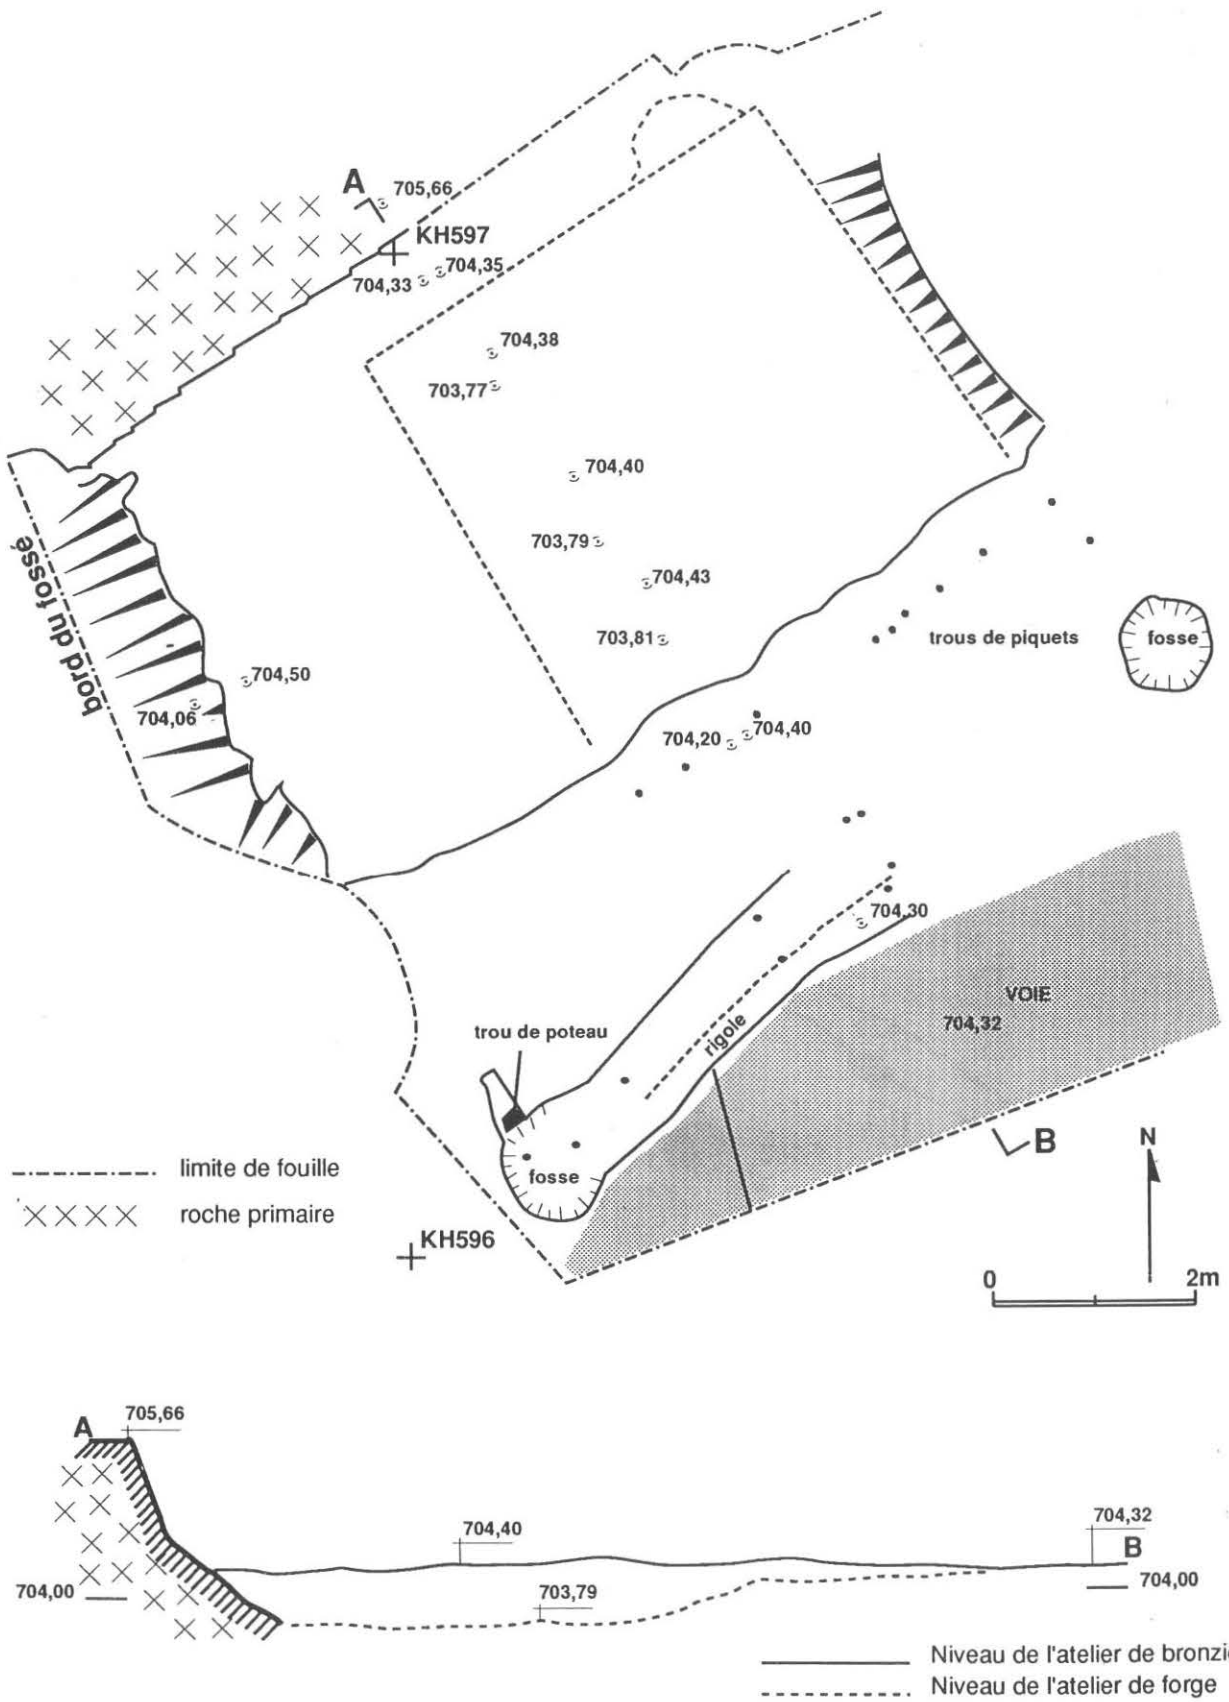 A
705,66
KH597
704,35
704,33
704,38
703,77
704,40
703,79
704,43
703,81
trous de piquets
fosse
bord du fossé
704,50
704,06
704,20
704,40
704,30
VOIE
704,32
rigole
trou de poteau
fosse
B
N
limite de fouille
roche primaire
KH596
0
2m
A
705,66
704,40
704,32
B
704,00
703,79
704,00
Niveau de l'atelier de
Niveau de l'atelier de forge